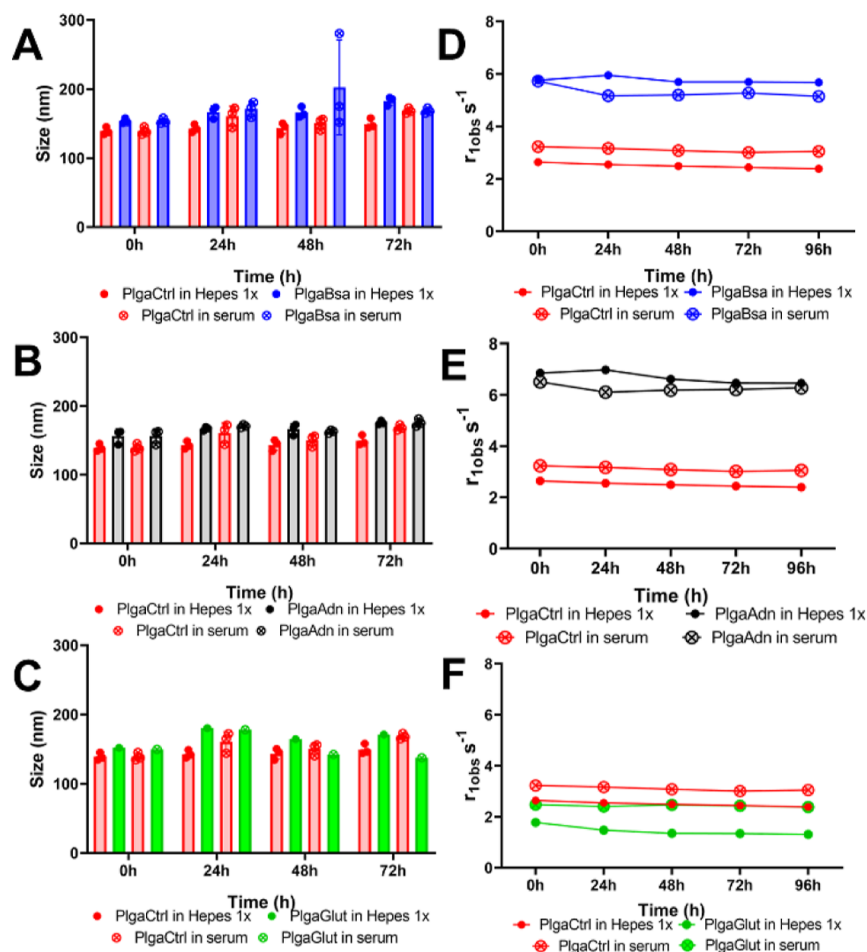 A
Size (nm)
300
200
100
0
0h 24h 48h 72h
Time (h)
PlgaCtrl in Hepes 1x PlgaBsa in Hepes 1x
PlgaCtrl in serum PlgaBsa in serum
D
r1obs s-1
8
6
4
2
0
0h 24h 48h 72h 96h
Time (h)
PlgaCtrl in Hepes 1x PlgaBsa in Hepes 1x
PlgaCtrl in serum PlgaBsa in serum
B
Size (nm)
300
200
100
0
0h 24h 48h 72h
Time (h)
PlgaCtrl in Hepes 1x PlgaAdn in Hepes 1x
PlgaCtrl in serum PlgaAdn in serum
E
r1obs s-1
8
6
4
2
0
0h 24h 48h 72h 96h
Time (h)
PlgaCtrl in Hepes 1x PlgaAdn in Hepes 1x
PlgaCtrl in serum PlgaAdn in serum
C
Size (nm)
300
200
100
0
0h 24h 48h 72h
Time (h)
PlgaCtrl in Hepes 1x PlgaGlut in Hepes 1x
PlgaCtrl in serum PlgaGlut in serum
F
r1obs s-1
8
6
4
2
0
0h 24h 48h 72h 96h
Time (h)
PlgaCtrl in Hepes 1x PlgaGlut in Hepes 1x
PlgaCtrl in serum PlgaGlut in serum